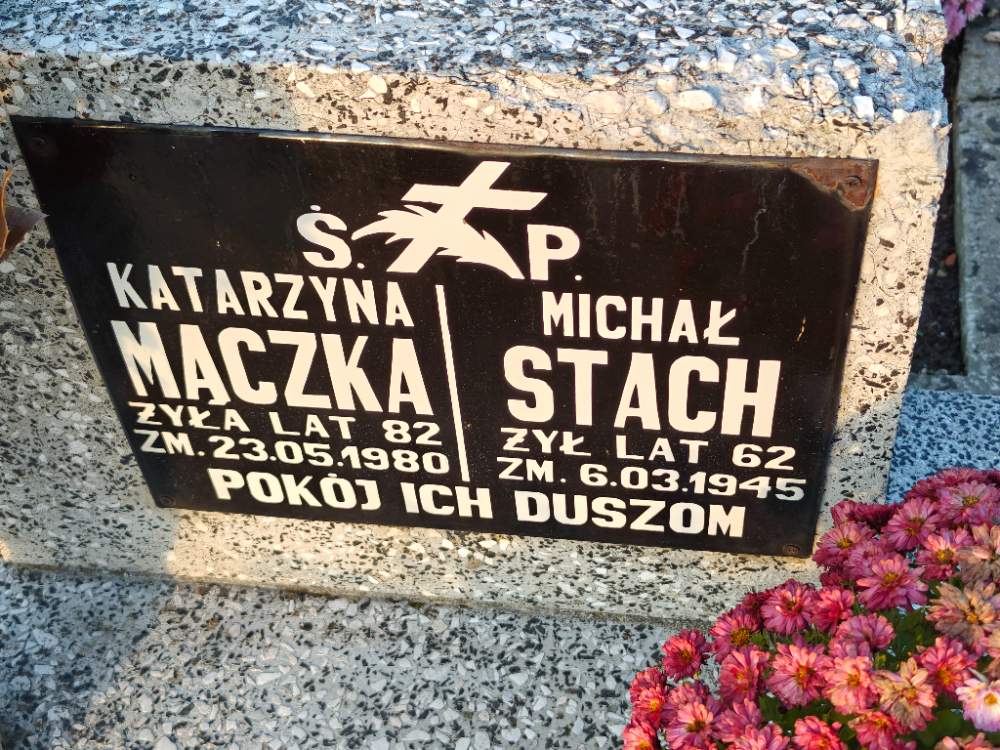 Ś. P.
KATARZYNA
MĄCZKA
ŻYŁA LAT 82
ZM. 23.05.1980
MICHAŁ
STACH
ŻYŁ LAT 62
ZM. 6.03.1945
POKÓJ ICH DUSZOM